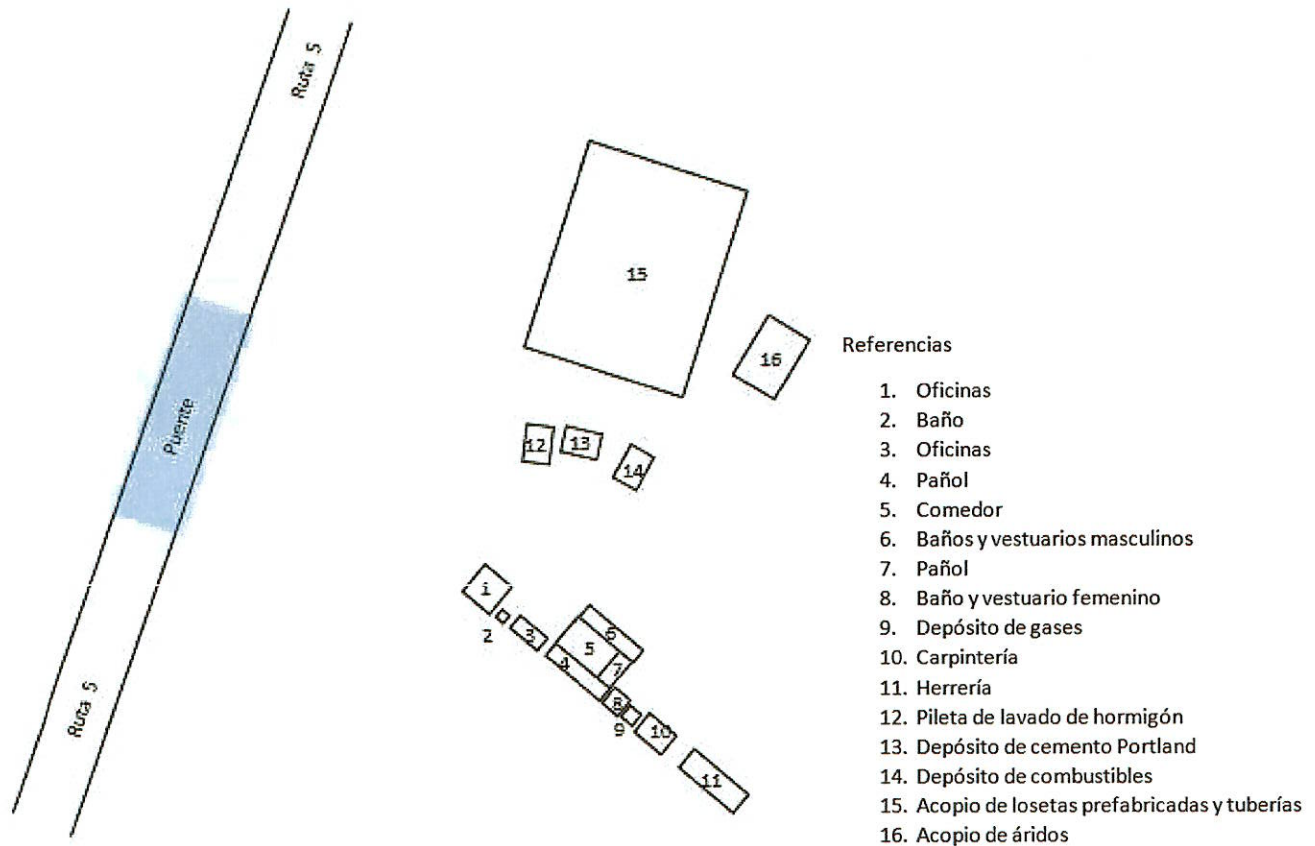 Ruta 5
15
16
Puente
12
13
14
1
2
3
6
5
4
7
8
9
10
11
Ruta 5
Referencias
1. Oficinas
2. Baño
3. Oficinas
4. Pañol
5. Comedor
6. Baños y vestuarios masculinos
7. Pañol
8. Baño y vestuario femenino
9. Depósito de gases
10. Carpintería
11. Herrería
12. Pileta de lavado de hormigón
13. Depósito de cemento Portland
14. Depósito de combustibles
15. Acopio de losetas prefabricadas y tuberías
16. Acopio de áridos